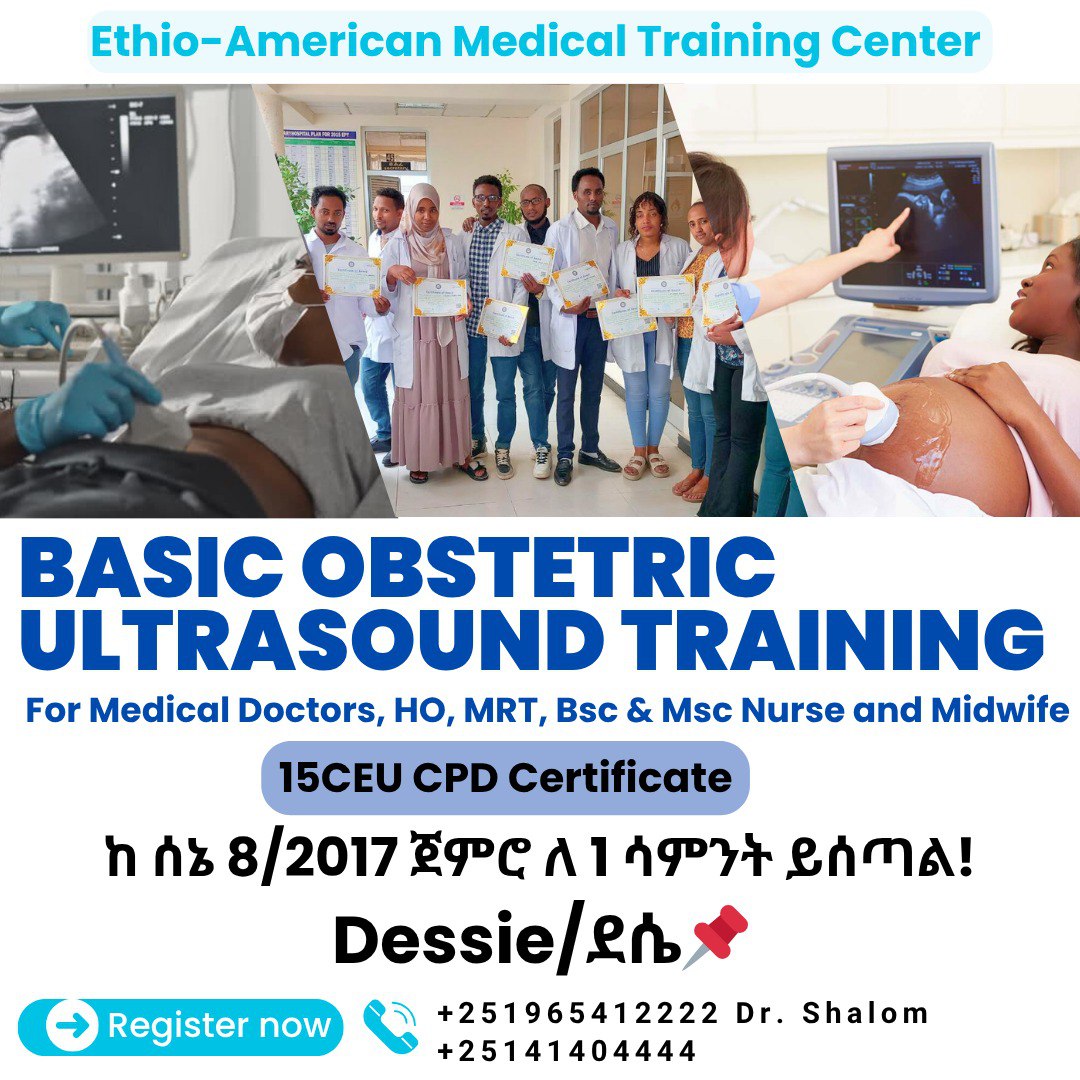 Ethio-American Medical Training Center
BASIC OBSTETRIC
ULTRASOUND TRAINING
For Medical Doctors, HO, MRT, Bsc & Msc Nurse and Midwife
15CEU CPD Certificate
ከ ሰኔ 8/2017 ጀምሮ ለ 1 ሳምንት ይሰጣል!
Dessie/ደሴ
Register now
+251965412222 Dr. Shalom
+25141404444